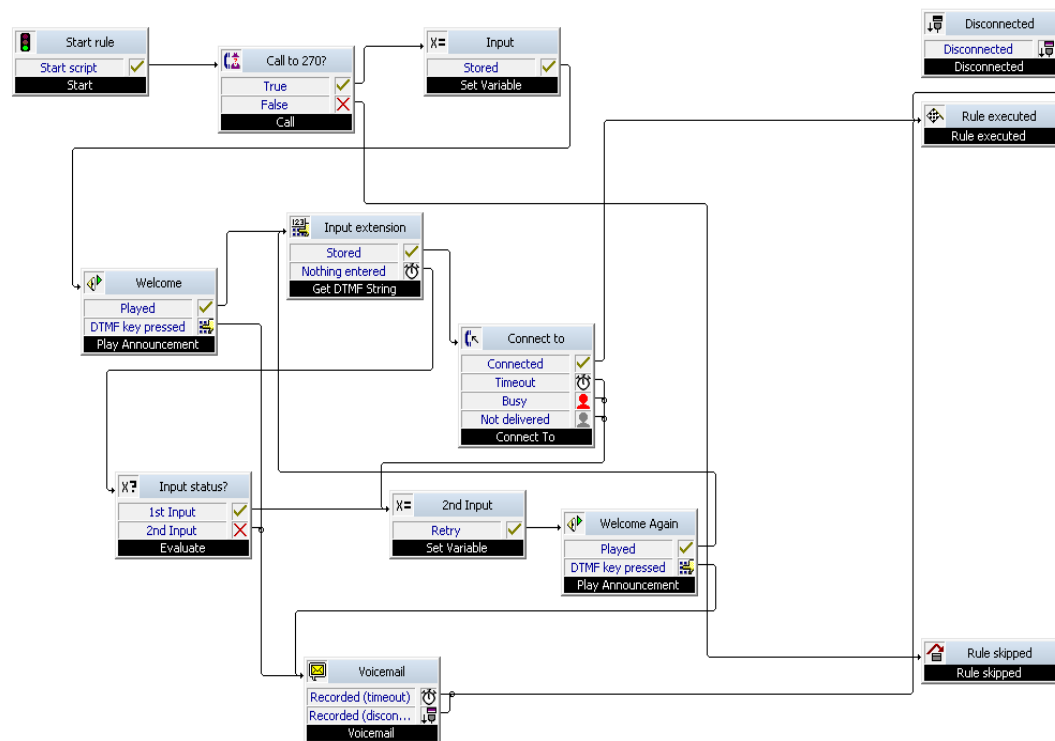 Start rule
Start script
Start
Call to 270?
True
False
Call
X=
Input
Stored
Set Variable
Disconnected
Disconnected
Disconnected
Rule executed
Rule executed
Welcome
Played
DTMF key pressed
Play Announcement
123
Input extension
Stored
Nothing entered
Get DTMF String
Connect to
Connected
Timeout
Busy
Not delivered
Connect To
X?
Input status?
1st Input
2nd Input
Evaluate
X=
2nd Input
Retry
Set Variable
Welcome Again
Played
DTMF key pressed
Play Announcement
Voicemail
Recorded (timeout)
Recorded (discon...
Voicemail
Rule skipped
Rule skipped